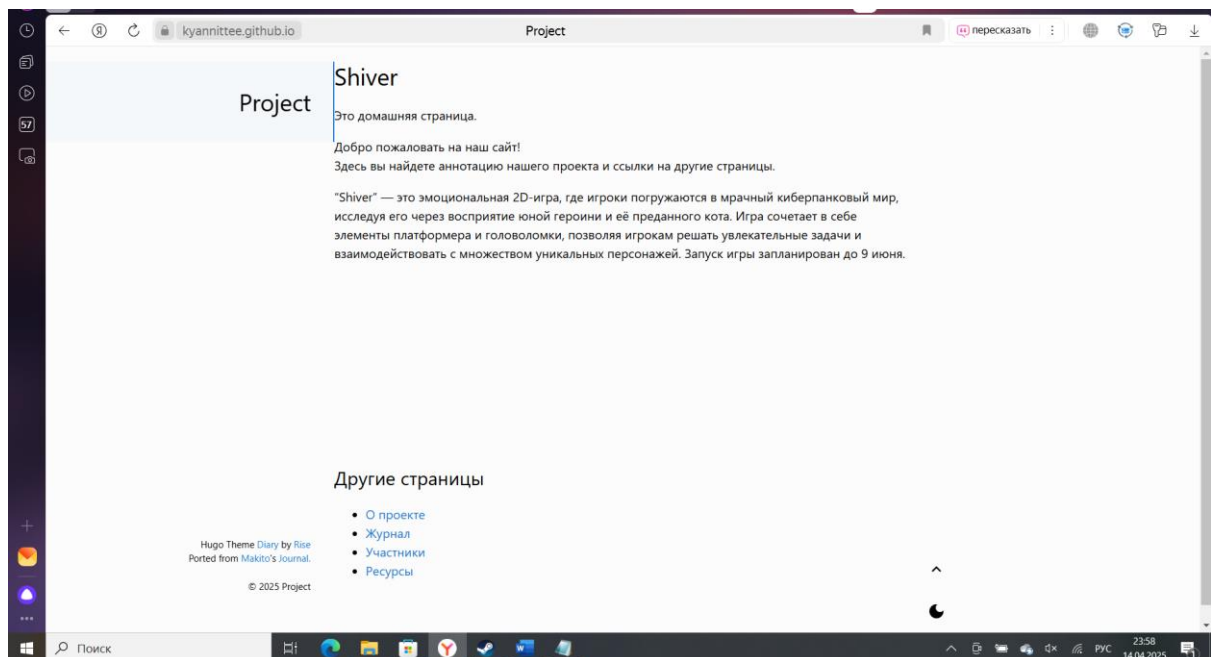 kyannittee.github.io
Project
пересказать
57
Project
Shiver
Это домашняя страница.
Добро пожаловать на наш сайт!
Здесь вы найдете аннотацию нашего проекта и ссылки на другие страницы.
"Shiver" — это эмоциональная 2D-игра, где игроки погружаются в мрачный киберпанковый мир,
исследуя его через восприятие юной героини и её преданного кота. Игра сочетает в себе
элементы платформера и головоломки, позволяя игрокам решать увлекательные задачи и
взаимодействовать с множеством уникальных персонажей. Запуск игры запланирован до 9 июня.
Другие страницы
О проекте
Журнал
Участники
Ресурсы
Hugo Theme Diary by Rise
Ported from Makito's Journal.
© 2025 Project
Поиск
РУС
23:58
14.04.2025